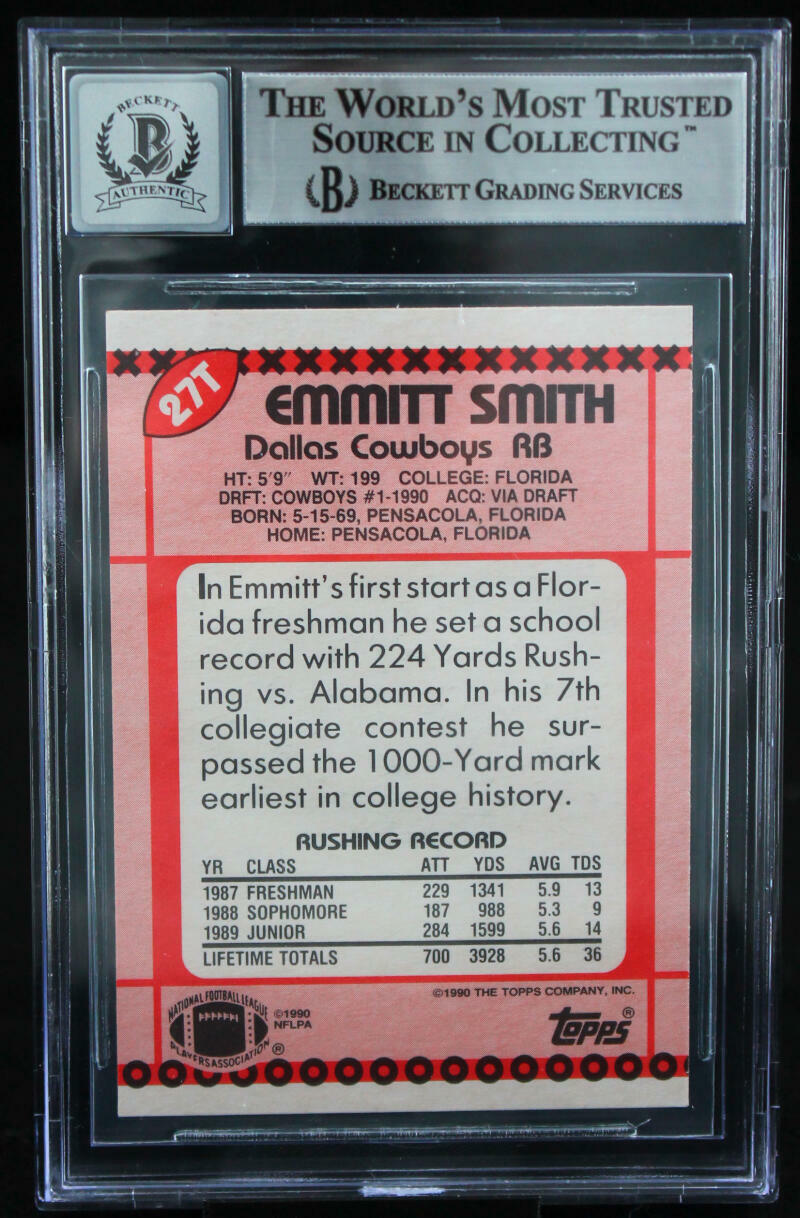 BECKETT
B
AUTHENTIC
THE WORLD'S MOST TRUSTED
SOURCE IN COLLECTING™
B BECKETT GRADING SERVICES
27T
EMMITT SMITH
Dallas Cowboys RB
HT: 5'9" WT: 199 COLLEGE: FLORIDA
DRFT: COWBOYS #1-1990 ACQ: VIA DRAFT
BORN: 5-15-69, PENSACOLA, FLORIDA
HOME: PENSACOLA, FLORIDA
In Emmitt's first start as a Flor-
ida freshman he set a school
record with 224 Yards Rush-
ing vs. Alabama. In his 7th
collegiate contest he sur-
passed the 1000-Yard mark
earliest in college history.
RUSHING RECORD
YR CLASS ATT YDS AVG TDS
1987 FRESHMAN 229 1341 5.9 13
1988 SOPHOMORE 187 988 5.3 9
1989 JUNIOR 284 1599 5.6 14
LIFETIME TOTALS 700 3928 5.6 36
©1990 THE TOPPS COMPANY, INC.
NATIONAL FOOTBALL LEAGUE
PLAYERS ASSOCIATION ®
©1990
NFLPA
topps®